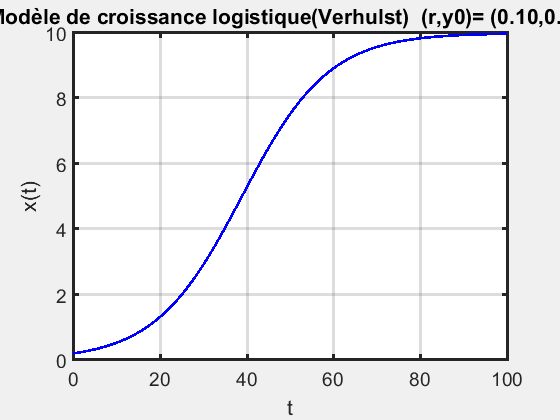 Modèle de croissance logistique(Verhulst) (r,y0)= (0.10,0.
10
8
6
4
2
0
x(t)
0 20 40 60 80 100
t